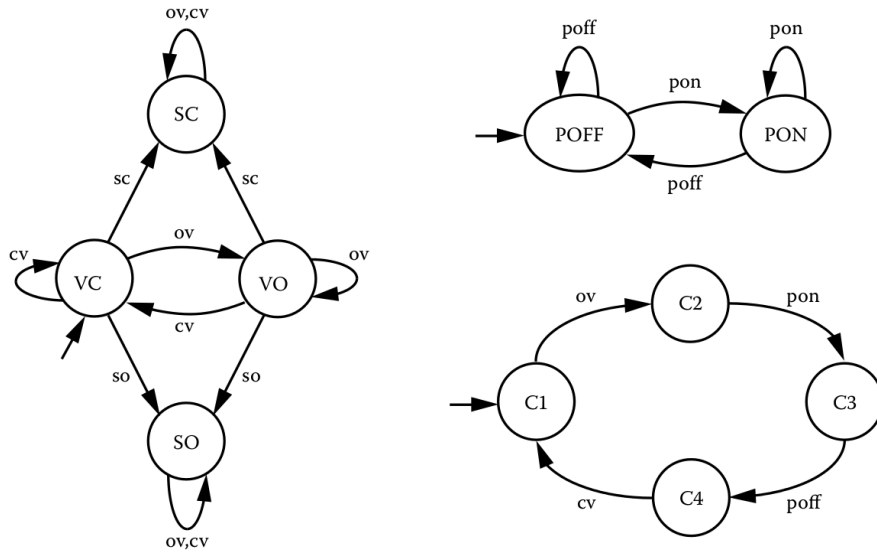 ov,cv
SC
sc
sc
cv
ov
ov
VC
VO
cv
so
so
SO
ov,cv
poff
pon
pon
POFF
PON
poff
ov
C2
pon
C1
C3
C4
cv
poff